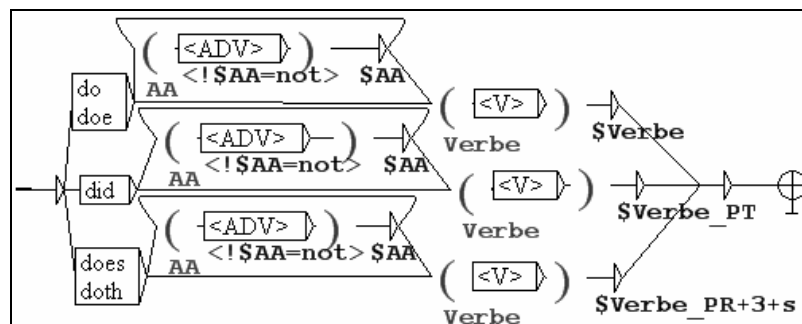 ( <ADV> )
AA <!$AA=not> $AA
do
doe
( <V> )
Verbe $Verbe
( <ADV> )
AA <!$AA=not> $AA
did
( <V> )
Verbe $Verbe_PT
( <ADV> )
AA <!$AA=not> $AA
does
doth
( <V> )
Verbe $Verbe_PR+3+s